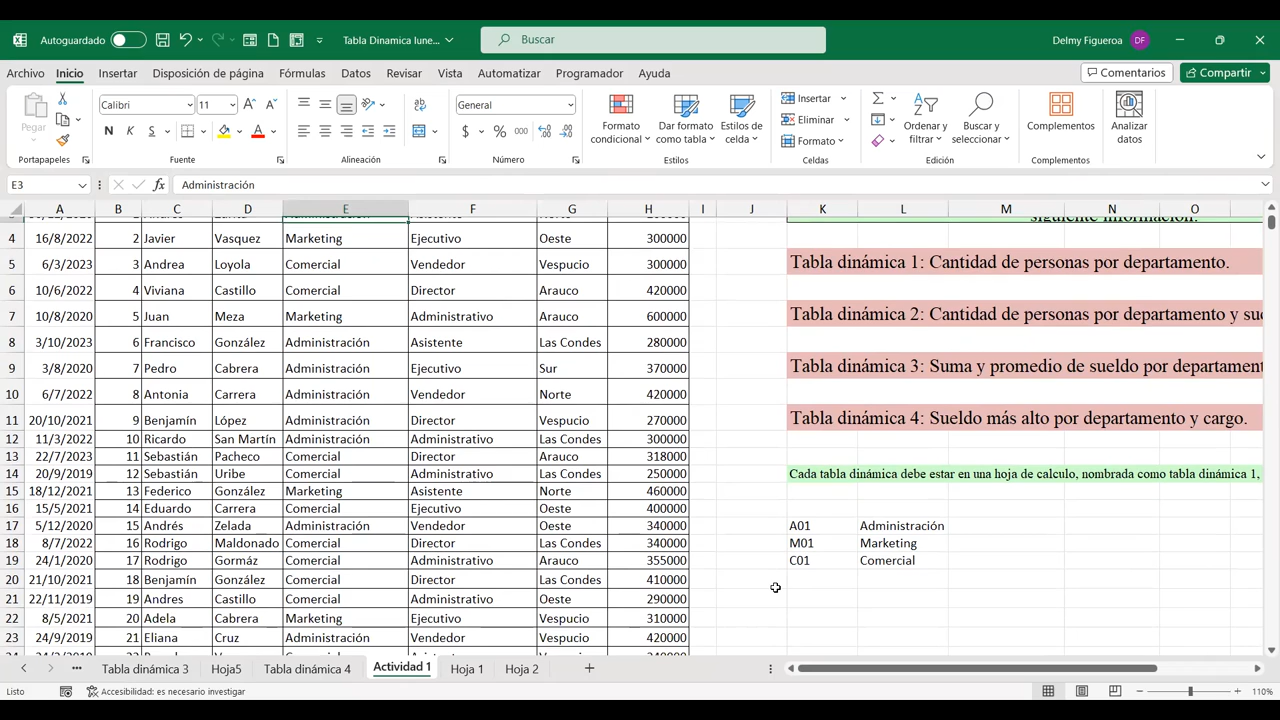 Autoguardado
Tabla Dinamica lune...
Buscar
Delmy Figueroa
DF
Archivo Inicio Insertar Disposición de página Fórmulas Datos Revisar Vista Automatizar Programador Ayuda
Comentarios
Compartir
Pegar
Portapapeles
Calibri 11
N K S
Fuente
Alineación
General
$ % 000
Número
Formato condicional
Dar formato como tabla
Estilos de celda
Estilos
Insertar
Eliminar
Formato
Celdas
Ordenar y filtrar
Buscar y seleccionar
Edición
Complementos
Complementos
Analizar datos
E3
fx
Administración
A B C D E F G H I J K L M N O
siguiente información:
4 16/8/2022 2 Javier Vasquez Marketing Ejecutivo Oeste 300000
5 6/3/2023 3 Andrea Loyola Comercial Vendedor Vespucio 300000 Tabla dinámica 1: Cantidad de personas por departamento.
6 10/6/2022 4 Viviana Castillo Comercial Director Arauco 420000
7 10/8/2020 5 Juan Meza Marketing Administrativo Arauco 600000 Tabla dinámica 2: Cantidad de personas por departamento y sue
8 3/10/2023 6 Francisco González Administración Asistente Las Condes 280000
9 3/8/2020 7 Pedro Cabrera Administración Ejecutivo Sur 370000 Tabla dinámica 3: Suma y promedio de sueldo por departament
10 6/7/2022 8 Antonia Carrera Administración Vendedor Norte 420000
11 20/10/2021 9 Benjamín López Administración Director Vespucio 270000 Tabla dinámica 4: Sueldo más alto por departamento y cargo.
12 11/3/2022 10 Ricardo San Martín Administración Administrativo Las Condes 300000
13 22/7/2023 11 Sebastián Pacheco Comercial Director Arauco 318000
14 20/9/2019 12 Sebastián Uribe Comercial Administrativo Las Condes 250000 Cada tabla dinámica debe estar en una hoja de calculo, nombrada como tabla dinámica 1,
15 18/12/2021 13 Federico González Marketing Asistente Norte 460000
16 15/5/2021 14 Eduardo Carrera Comercial Ejecutivo Oeste 400000
17 5/12/2020 15 Andrés Zelada Administración Vendedor Oeste 340000 A01 Administración
18 8/7/2022 16 Rodrigo Maldonado Comercial Director Las Condes 340000 M01 Marketing
19 24/1/2020 17 Rodrigo Gormáz Comercial Administrativo Arauco 355000 C01 Comercial
20 21/10/2021 18 Benjamín González Comercial Director Las Condes 410000
21 22/11/2019 19 Andres Castillo Comercial Administrativo Oeste 290000
22 8/5/2021 20 Adela Cabrera Marketing Ejecutivo Vespucio 310000
23 24/9/2019 21 Eliana Cruz Administración Vendedor Vespucio 420000
Tabla dinámica 3 Hoja5 Tabla dinámica 4 Actividad 1 Hoja 1 Hoja 2
Listo
Accesibilidad: es necesario investigar
110%